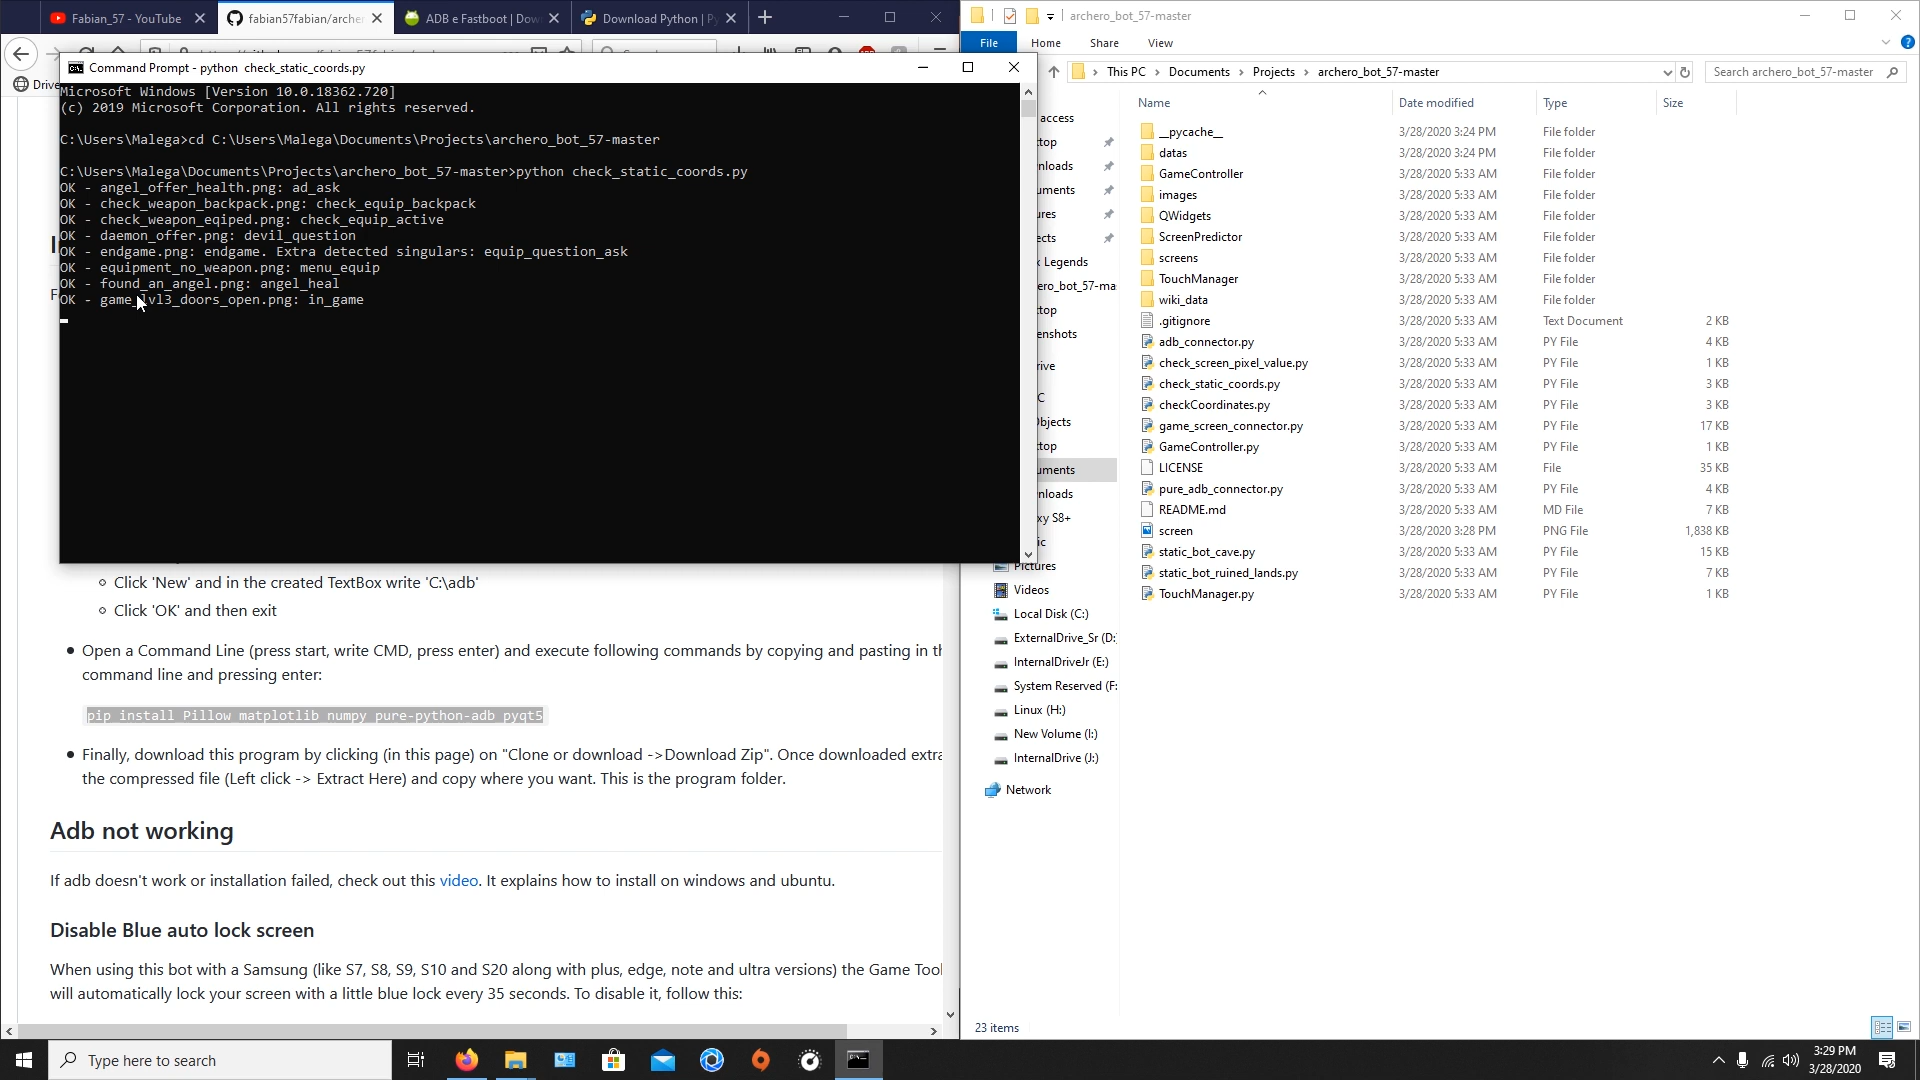 Fabian_57 - YouTube
fabian57fabian/archer
ADB e Fastboot | Down
Download Python | Py
archero_bot_57-master
File
Home
Share
View
Drive
Command Prompt - python  check_static_coords.py
Microsoft Windows [Version 10.0.18362.720]
(c) 2019 Microsoft Corporation. All rights reserved.
C:\Users\Malega>cd C:\Users\Malega\Documents\Projects\archero_bot_57-master
C:\Users\Malega\Documents\Projects\archero_bot_57-master>python check_static_coords.py
OK - angel_offer_health.png: ad_ask
OK - check_weapon_backpack.png: check_equip_backpack
OK - check_weapon_eqiped.png: check_equip_active
OK - daemon_offer.png: devil_question
OK - endgame.png: endgame. Extra detected singulars: equip_question_ask
OK - equipment_no_weapon.png: menu_equip
OK - found_an_angel.png: angel_heal
OK - game_lvl3_doors_open.png: in_game
Click 'New' and in the created TextBox write 'C:\adb'
Click 'OK' and then exit
Open a Command Line (press start, write CMD, press enter) and execute following commands by copying and pasting in th
command line and pressing enter:
pip install Pillow matplotlib numpy pure-python-adb pyqt5
Finally, download this program by clicking (in this page) on "Clone or download ->Download Zip". Once downloaded extra
the compressed file (Left click -> Extract Here) and copy where you want. This is the program folder.
Adb not working
If adb doesn't work or installation failed, check out this video. It explains how to install on windows and ubuntu.
Disable Blue auto lock screen
When using this bot with a Samsung (like S7, S8, S9, S10 and S20 along with plus, edge, note and ultra versions) the Game Tool
will automatically lock your screen with a little blue lock every 35 seconds. To disable it, follow this:
This PC > Documents > Projects > archero_bot_57-master
Search archero_bot_57-master
access
top
nloads
uments
ures
ects
x Legends
ero_bot_57-ma
top
enshots
rive
C
Objects
top
uments
nloads
xy S8+
ic
Pictures
Videos
Local Disk (C:)
ExternalDrive_Sr (D:
InternalDriveJr (E:)
System Reserved (F:
Linux (H:)
New Volume (I:)
InternalDrive (J:)
Network
Name Date modified Type Size
__pycache__ 3/28/2020 3:24 PM File folder
datas 3/28/2020 3:24 PM File folder
GameController 3/28/2020 5:33 AM File folder
images 3/28/2020 5:33 AM File folder
QWidgets 3/28/2020 5:33 AM File folder
ScreenPredictor 3/28/2020 5:33 AM File folder
screens 3/28/2020 5:33 AM File folder
TouchManager 3/28/2020 5:33 AM File folder
wiki_data 3/28/2020 5:33 AM File folder
.gitignore 3/28/2020 5:33 AM Text Document 2 KB
adb_connector.py 3/28/2020 5:33 AM PY File 4 KB
check_screen_pixel_value.py 3/28/2020 5:33 AM PY File 1 KB
check_static_coords.py 3/28/2020 5:33 AM PY File 3 KB
checkCoordinates.py 3/28/2020 5:33 AM PY File 3 KB
game_screen_connector.py 3/28/2020 5:33 AM PY File 17 KB
GameController.py 3/28/2020 5:33 AM PY File 1 KB
LICENSE 3/28/2020 5:33 AM File 35 KB
pure_adb_connector.py 3/28/2020 5:33 AM PY File 4 KB
README.md 3/28/2020 5:33 AM MD File 7 KB
screen 3/28/2020 3:28 PM PNG File 1,838 KB
static_bot_cave.py 3/28/2020 5:33 AM PY File 15 KB
static_bot_ruined_lands.py 3/28/2020 5:33 AM PY File 7 KB
TouchManager.py 3/28/2020 5:33 AM PY File 1 KB
23 items
Type here to search
3:29 PM
3/28/2020